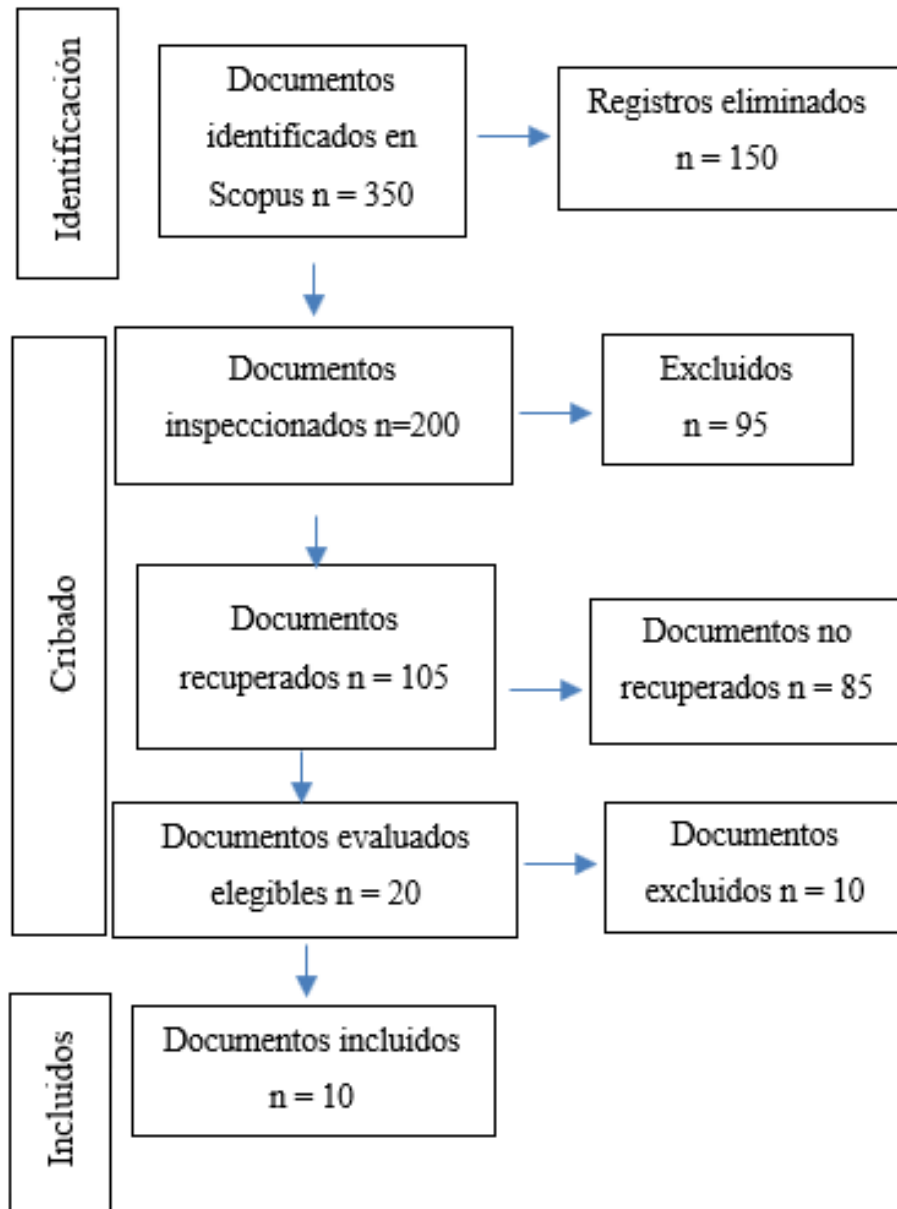 Identificación
Documentos
identificados en
Scopus n = 350
Registros eliminados
n = 150
Cribado
Documentos
inspeccionados n=200
Excluidos
n = 95
Documentos
recuperados n = 105
Documentos no
recuperados n = 85
Documentos evaluados
elegibles n = 20
Documentos
excluidos n = 10
Incluidos
Documentos incluidos
n = 10